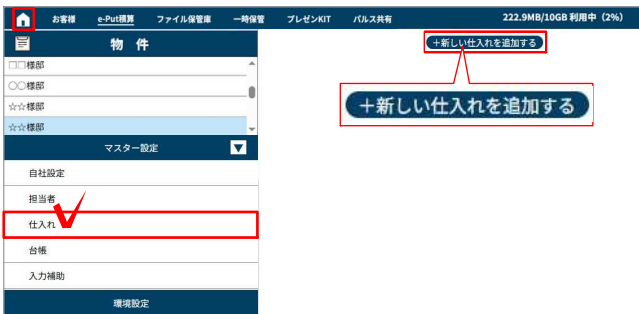 お客様 e-Put積算 ファイル保管庫 一時保管 プレゼンKIT パルス共有 222.9MB/10GB 利用中（2%）
物 件
＋新しい仕入れを追加する
□□様邸
○○様邸
☆☆様邸
☆☆様邸
＋新しい仕入れを追加する
マスター設定
自社設定
担当者
仕入れ
台帳
入力補助
環境設定